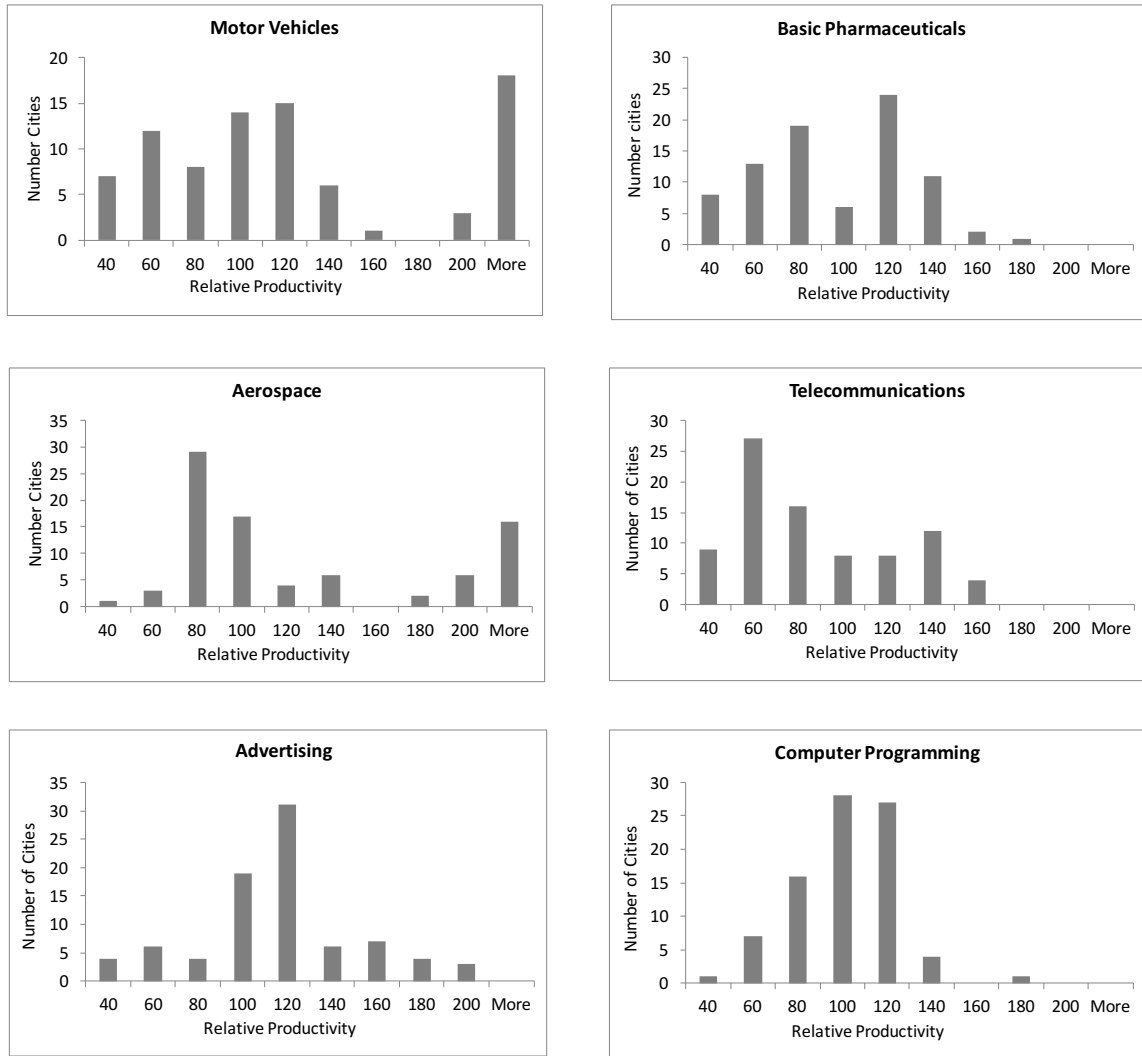 Motor Vehicles
Number Cities
20
15
10
5
0
40 60 80 100 120 140 160 180 200 More
Relative Productivity
Basic Pharmaceuticals
Number cities
30
25
20
15
10
5
0
40 60 80 100 120 140 160 180 200 More
Relative Productivity
Aerospace
Number Cities
35
30
25
20
15
10
5
0
40 60 80 100 120 140 160 180 200 More
Relative Productivity
Telecommunications
Number of Cities
30
25
20
15
10
5
0
40 60 80 100 120 140 160 180 200 More
Relative Productivity
Advertising
Number of Cities
35
30
25
20
15
10
5
0
40 60 80 100 120 140 160 180 200 More
Relative Productivity
Computer Programming
Number of Cities
30
25
20
15
10
5
0
40 60 80 100 120 140 160 180 200 More
Relative Productivity